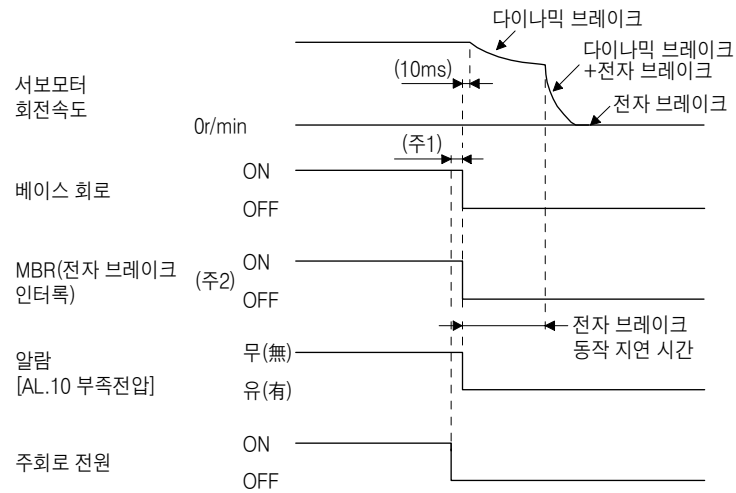 다이나믹 브레이크
다이나믹 브레이크
+전자 브레이크
(10ms)
전자 브레이크
서보모터
회전속도
0r/min
(주1)
베이스 회로
ON
OFF
MBR(전자 브레이크
인터록)
(주2)
ON
OFF
전자 브레이크
동작 지연 시간
알람
[AL.10 부족전압]
무(無)
유(有)
주회로 전원
ON
OFF